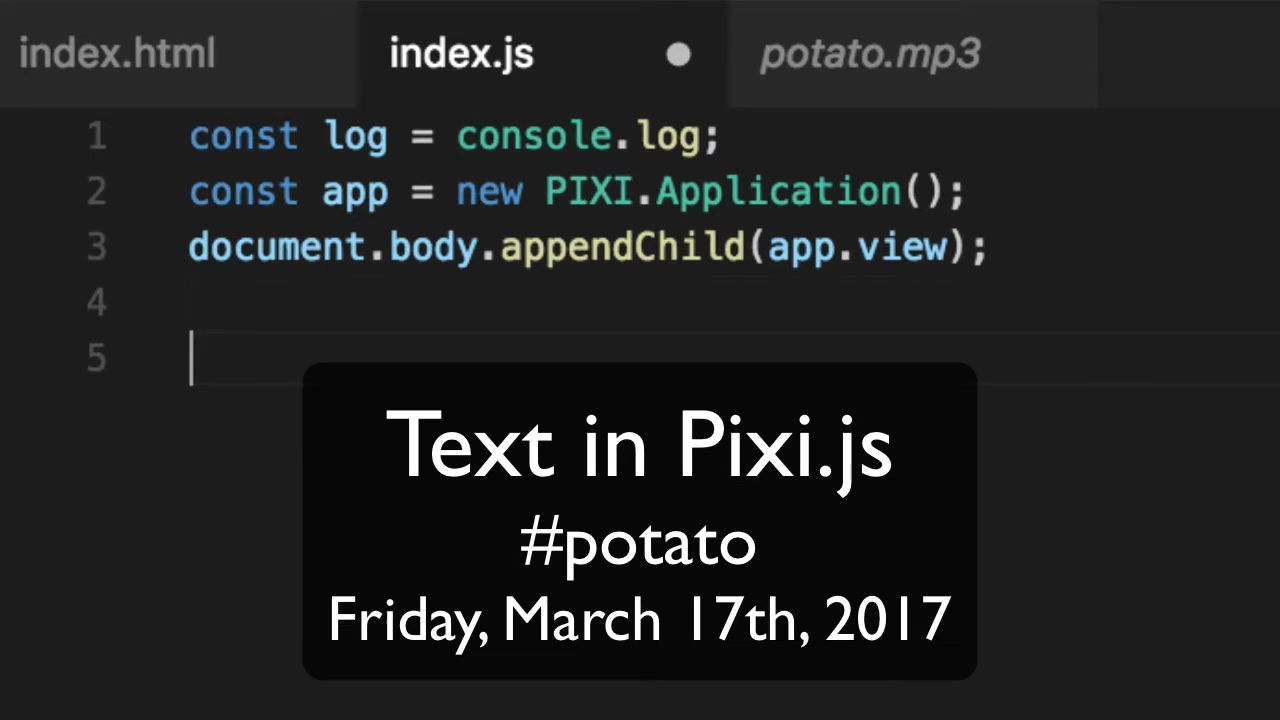 index.html index.js potato.mp3
1 const log = console.log;
2 const app = new PIXI.Application();
3 document.body.appendChild(app.view);
4
5
Text in Pixi.js
#potato
Friday, March 17th, 2017